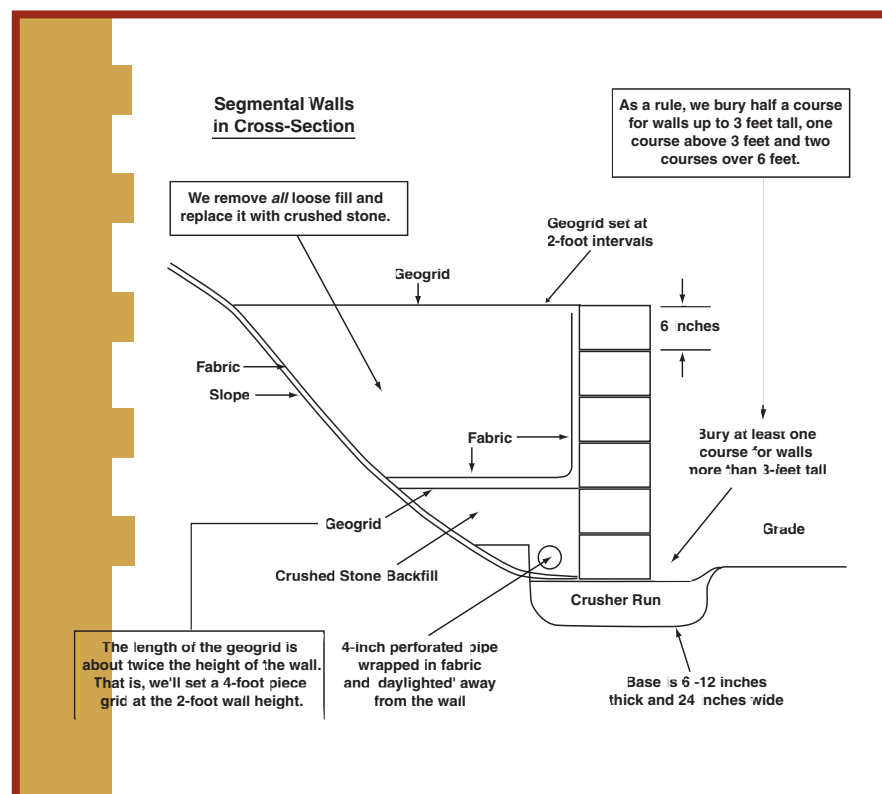 Segmental Walls
in Cross-Section
As a rule, we bury half a course
for walls up to 3 feet tall, one
course above 3 feet and two
courses over 6 feet.
We remove all loose fill and
replace it with crushed stone.
Geogrid set at
2-foot intervals
Geogrid
6 inches
Fabric
Slope
Fabric
Bury at least one
course for walls
more than 3-feet tall
Geogrid
Grade
Crushed Stone Backfill
Crusher Run
The length of the geogrid is
about twice the height of the wall.
That is, we'll set a 4-foot piece
grid at the 2-foot wall height.
4-inch perforated pipe
wrapped in fabric
and 'daylighted' away
from the wall
Base is 6 -12 inches
thick and 24 inches wide